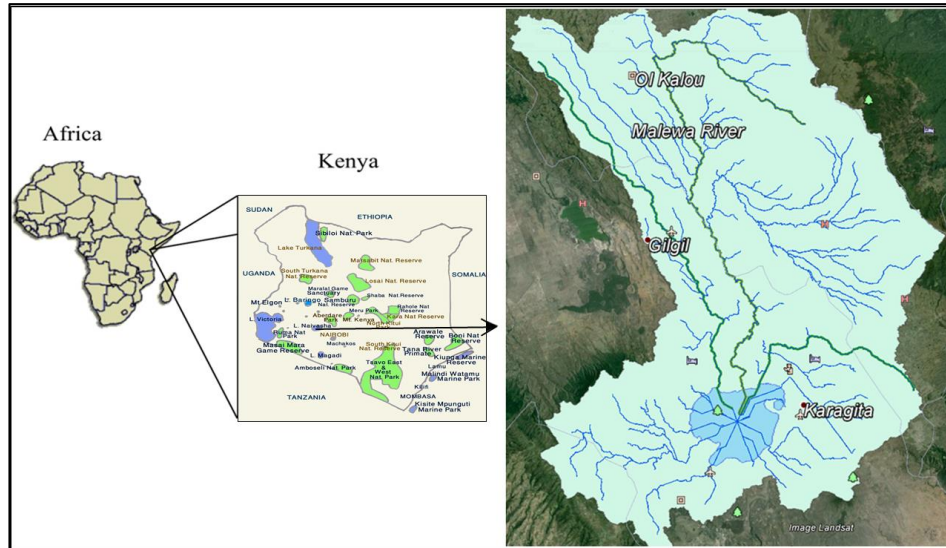 Africa
Kenya
SUDAN
ETHIOPIA
Sibiloi Nat. Park
Lake Turkana
Marsabit Nat. Reserve
UGANDA
SOMALIA
South Turkana
Nat. Reserve
Losai Nat. Reserve
Maralal Game
Sanctuary
Shaba Nat.Reserve
Mt Elgon
L. Baringo
Samburu
Nat. Reserve
Meru Park
Rahole Nat
Reserve
L. Victoria
Aberdare
Park
Mt. Kenya
Kora Nat Reserve
North Kitui
L. Naivasha
Ruma Nat
Park
NAIROBI
Machakos
South Kitui
Nat. Reserve
Arawale
Reserve
Boni Nat
Reserve
Masai Mara
Game Reserve
L. Magadi
Tana River
Primate
Kiunga Marine
Reserve
Tsavo East
&
West
Nat. Park
Amboseli Nat. Park
Lamu
Malindi Watamu
Marine Park
Kilifi
TANZANIA
MOMBASA
Kisite Mpunguti
Marine Park
Ol Kalou
Malewa River
Gilgil
Karagita
Image Landsat